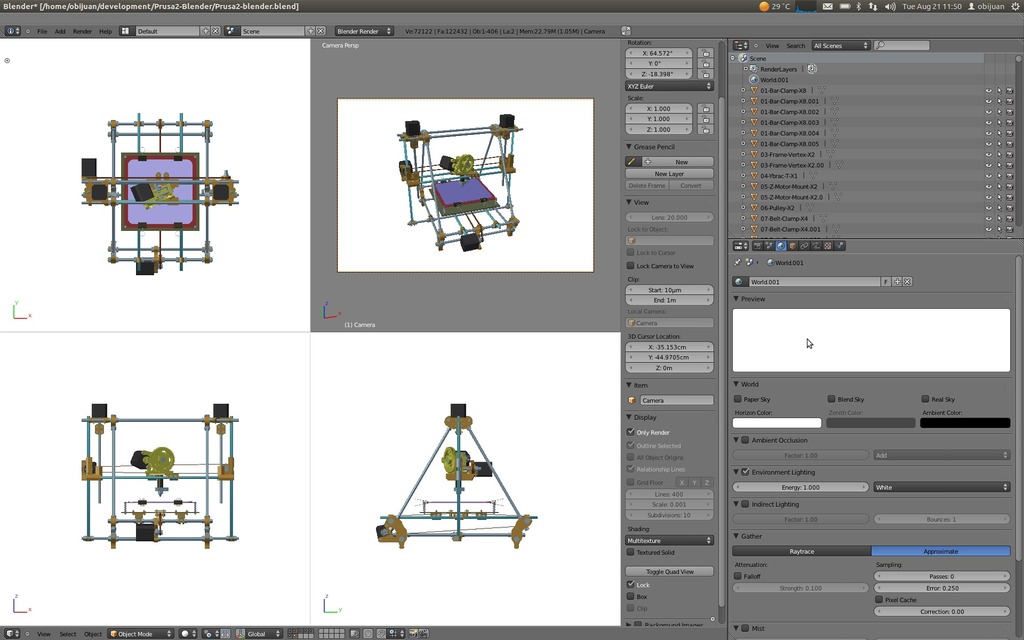 Blender* [/home/obijuan/development/Prusa2-Blender/Prusa2-blender.blend]
29 °C
Tue Aug 21 11:50
obijuan
File Add Render Help
Default
Scene
Blender Render
Ve:72122 | Fa:122432 | Ob:1-406 | La:2 | Mem:22.79M (1.05M) | Camera
Camera Persp
(1) Camera
Rotation:
X: 64.572°
Y: 0°
Z: -18.398°
XYZ Euler
Scale:
X: 1.000
Y: 1.000
Z: 1.000
Grease Pencil
New
New Layer
Delete Frame
Convert
View
Lens: 20.000
Lock to Object:
Lock to Cursor
Lock Camera to View
Clip:
Start: 10µm
End: 1m
Local Camera:
Camera
3D Cursor Location:
X: -35.153cm
Y: -44.9705cm
Z: 0m
Item
Camera
Display
Only Render
Outline Selected
All Object Origins
Relationship Lines
Grid Floor
X Y Z
Lines: 400
Scale: 0.001
Subdivisions: 10
Shading:
Multitexture
Textured Solid
Toggle Quad View
Lock
Box
Clip
Background Images
View Search All Scenes
Scene
RenderLayers |
World.001
01-Bar-Clamp-X8 |
01-Bar-Clamp-X8.001 |
01-Bar-Clamp-X8.002 |
01-Bar-Clamp-X8.003 |
01-Bar-Clamp-X8.004 |
01-Bar-Clamp-X8.005 |
03-Frame-Vertex-X2 |
03-Frame-Vertex-X2.00 |
04-Ybrac-T-X1 |
05-Z-Motor-Mount-X2 |
05-Z-Motor-Mount-X2.0 |
06-Pulley-X2 |
07-Belt-Clamp-X4 |
07-Belt-Clamp-X4.001 |
World.001
World.001
F
Preview
World
Paper Sky
Blend Sky
Real Sky
Horizon Color:
Zenith Color:
Ambient Color:
Ambient Occlusion
Factor: 1.00
Add
Environment Lighting
Energy: 1.000
White
Indirect Lighting
Factor: 1.00
Bounces: 1
Gather
Raytrace
Approximate
Attenuation:
Sampling:
Falloff
Passes: 0
Strength: 0.100
Error: 0.250
Pixel Cache
Correction: 0.00
Mist
y
x
z
x
z
x
z
y
View Select Object
Object Mode
Global